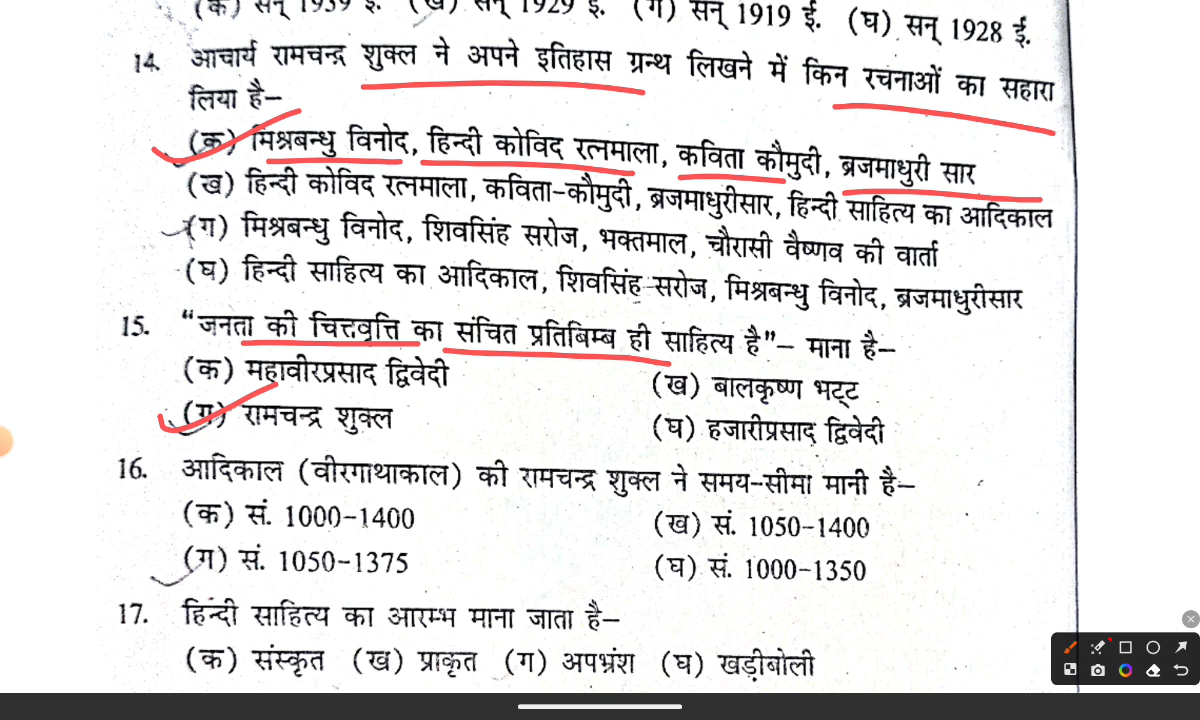 (क) सन् 1939 ई. (ख) सन् 1929 ई. (ग) सन् 1919 ई. (घ) सन् 1928 ई.
14. आचार्य रामचन्द्र शुक्ल ने अपने इतिहास ग्रन्थ लिखने में किन रचनाओं का सहारा
लिया है–
(क) मिश्रबन्धु विनोद, हिन्दी कोविद रत्नमाला, कविता कौमुदी, ब्रजमाधुरी सार
(ख) हिन्दी कोविद रत्नमाला, कविता-कौमुदी, ब्रजमाधुरीसार, हिन्दी साहित्य का आदिकाल
(ग) मिश्रबन्धु विनोद, शिवसिंह सरोज, भक्तमाल, चौरासी वैष्णव की वार्ता
(घ) हिन्दी साहित्य का आदिकाल, शिवसिंह सरोज, मिश्रबन्धु विनोद, ब्रजमाधुरीसार
15. “जनता की चित्तवृत्ति का संचित प्रतिबिम्ब ही साहित्य है”– माना है–
(क) महावीरप्रसाद द्विवेदी (ख) बालकृष्ण भट्ट
(ग) रामचन्द्र शुक्ल (घ) हजारीप्रसाद द्विवेदी
16. आदिकाल (वीरगाथाकाल) की रामचन्द्र शुक्ल ने समय-सीमा मानी है–
(क) सं. 1000-1400 (ख) सं. 1050-1400
(ग) सं. 1050-1375 (घ) सं. 1000-1350
17. हिन्दी साहित्य का आरम्भ माना जाता है–
(क) संस्कृत (ख) प्राकृत (ग) अपभ्रंश (घ) खड़ीबोली